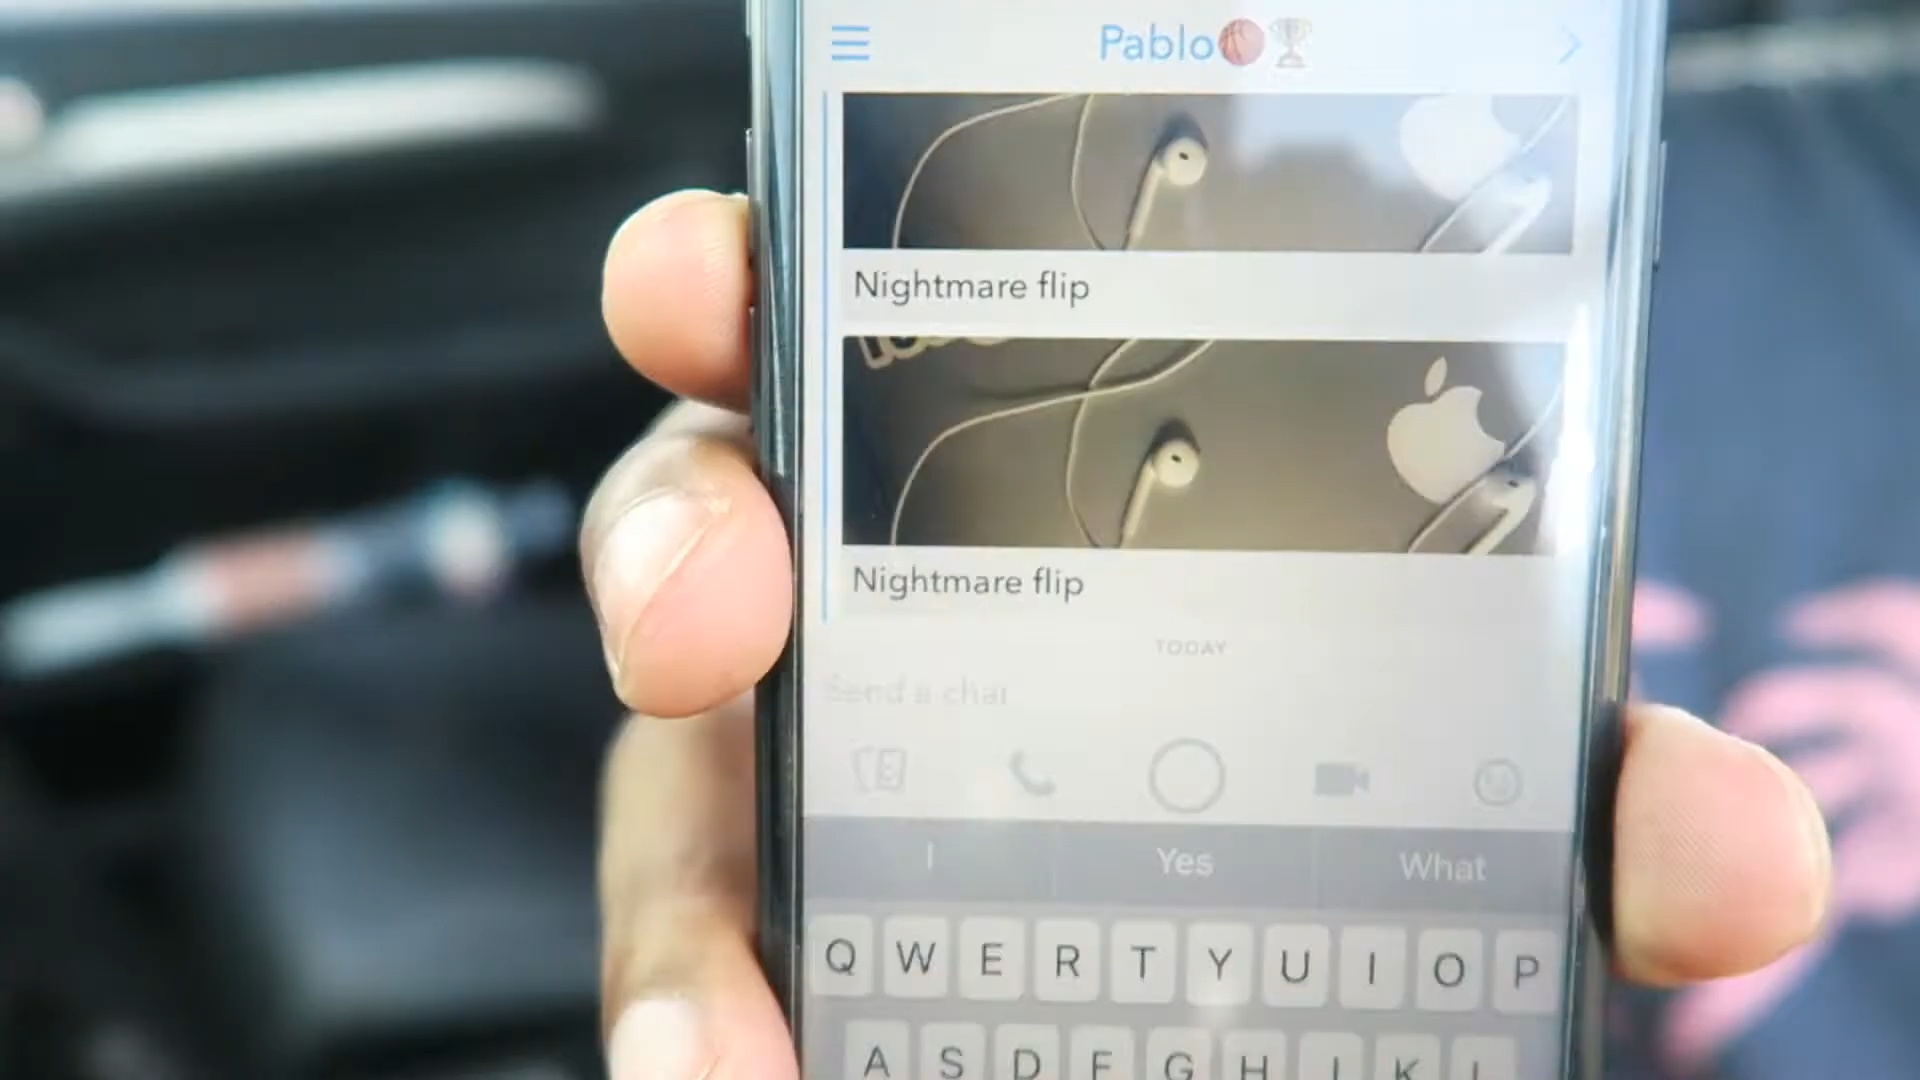 Pablo🏀🏆
Nightmare flip
Nightmare flip
TODAY
Send a chat
I Yes What
Q W E R T Y U I O P
A S D F G H J K L